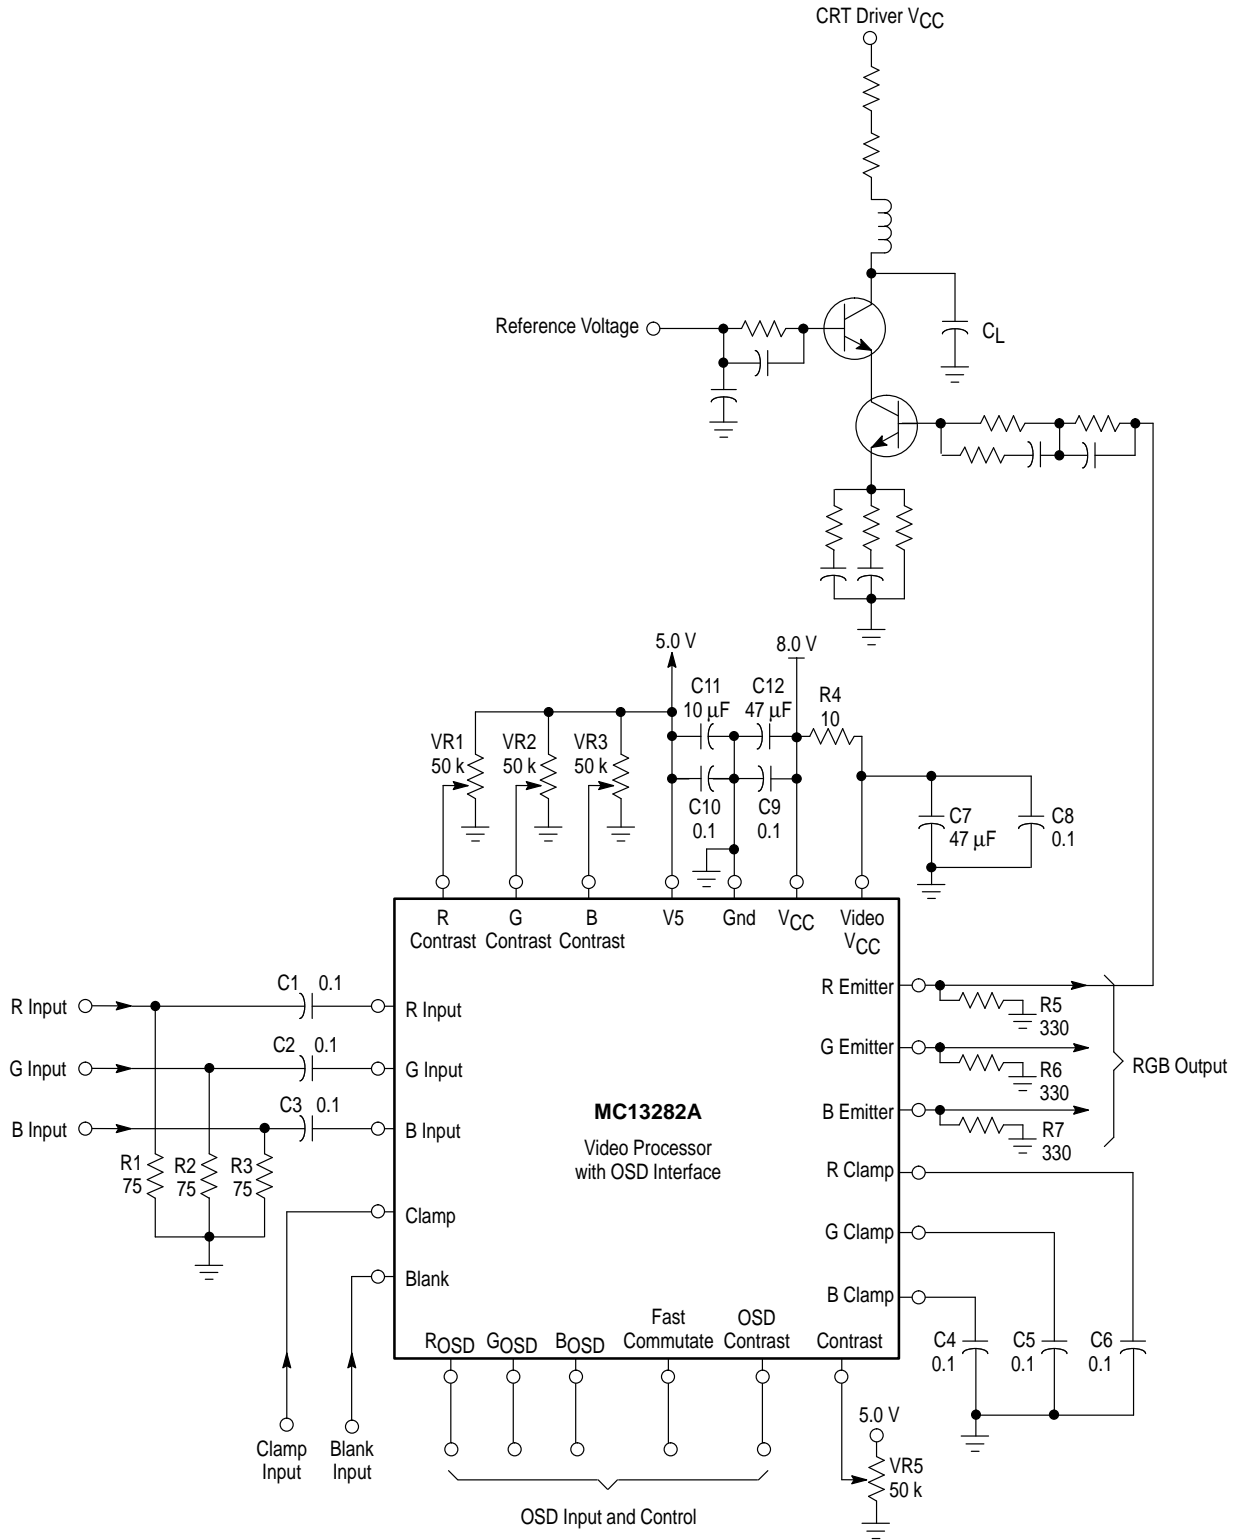 CRT Driver VCC
Reference Voltage
CL
5.0 V
8.0 V
C11
10 μF
C12
47 μF
R4
10
VR1
50 k
VR2
50 k
VR3
50 k
C10
0.1
C9
0.1
C7
47 μF
C8
0.1
R
Contrast
G
Contrast
B
Contrast
V5
Gnd
VCC
Video
VCC
R Input
C1 0.1
R Input
R Emitter
R5
330
G Input
C2 0.1
G Input
G Emitter
R6
330
RGB Output
B Input
C3 0.1
B Input
MC13282A
Video Processor
with OSD Interface
B Emitter
R7
330
R1
75
R2
75
R3
75
R Clamp
Clamp
G Clamp
Blank
B Clamp
ROSD
GOSD
BOSD
Fast
Commutate
OSD
Contrast
Contrast
C4
0.1
C5
0.1
C6
0.1
Clamp
Input
Blank
Input
5.0 V
VR5
50 k
OSD Input and Control